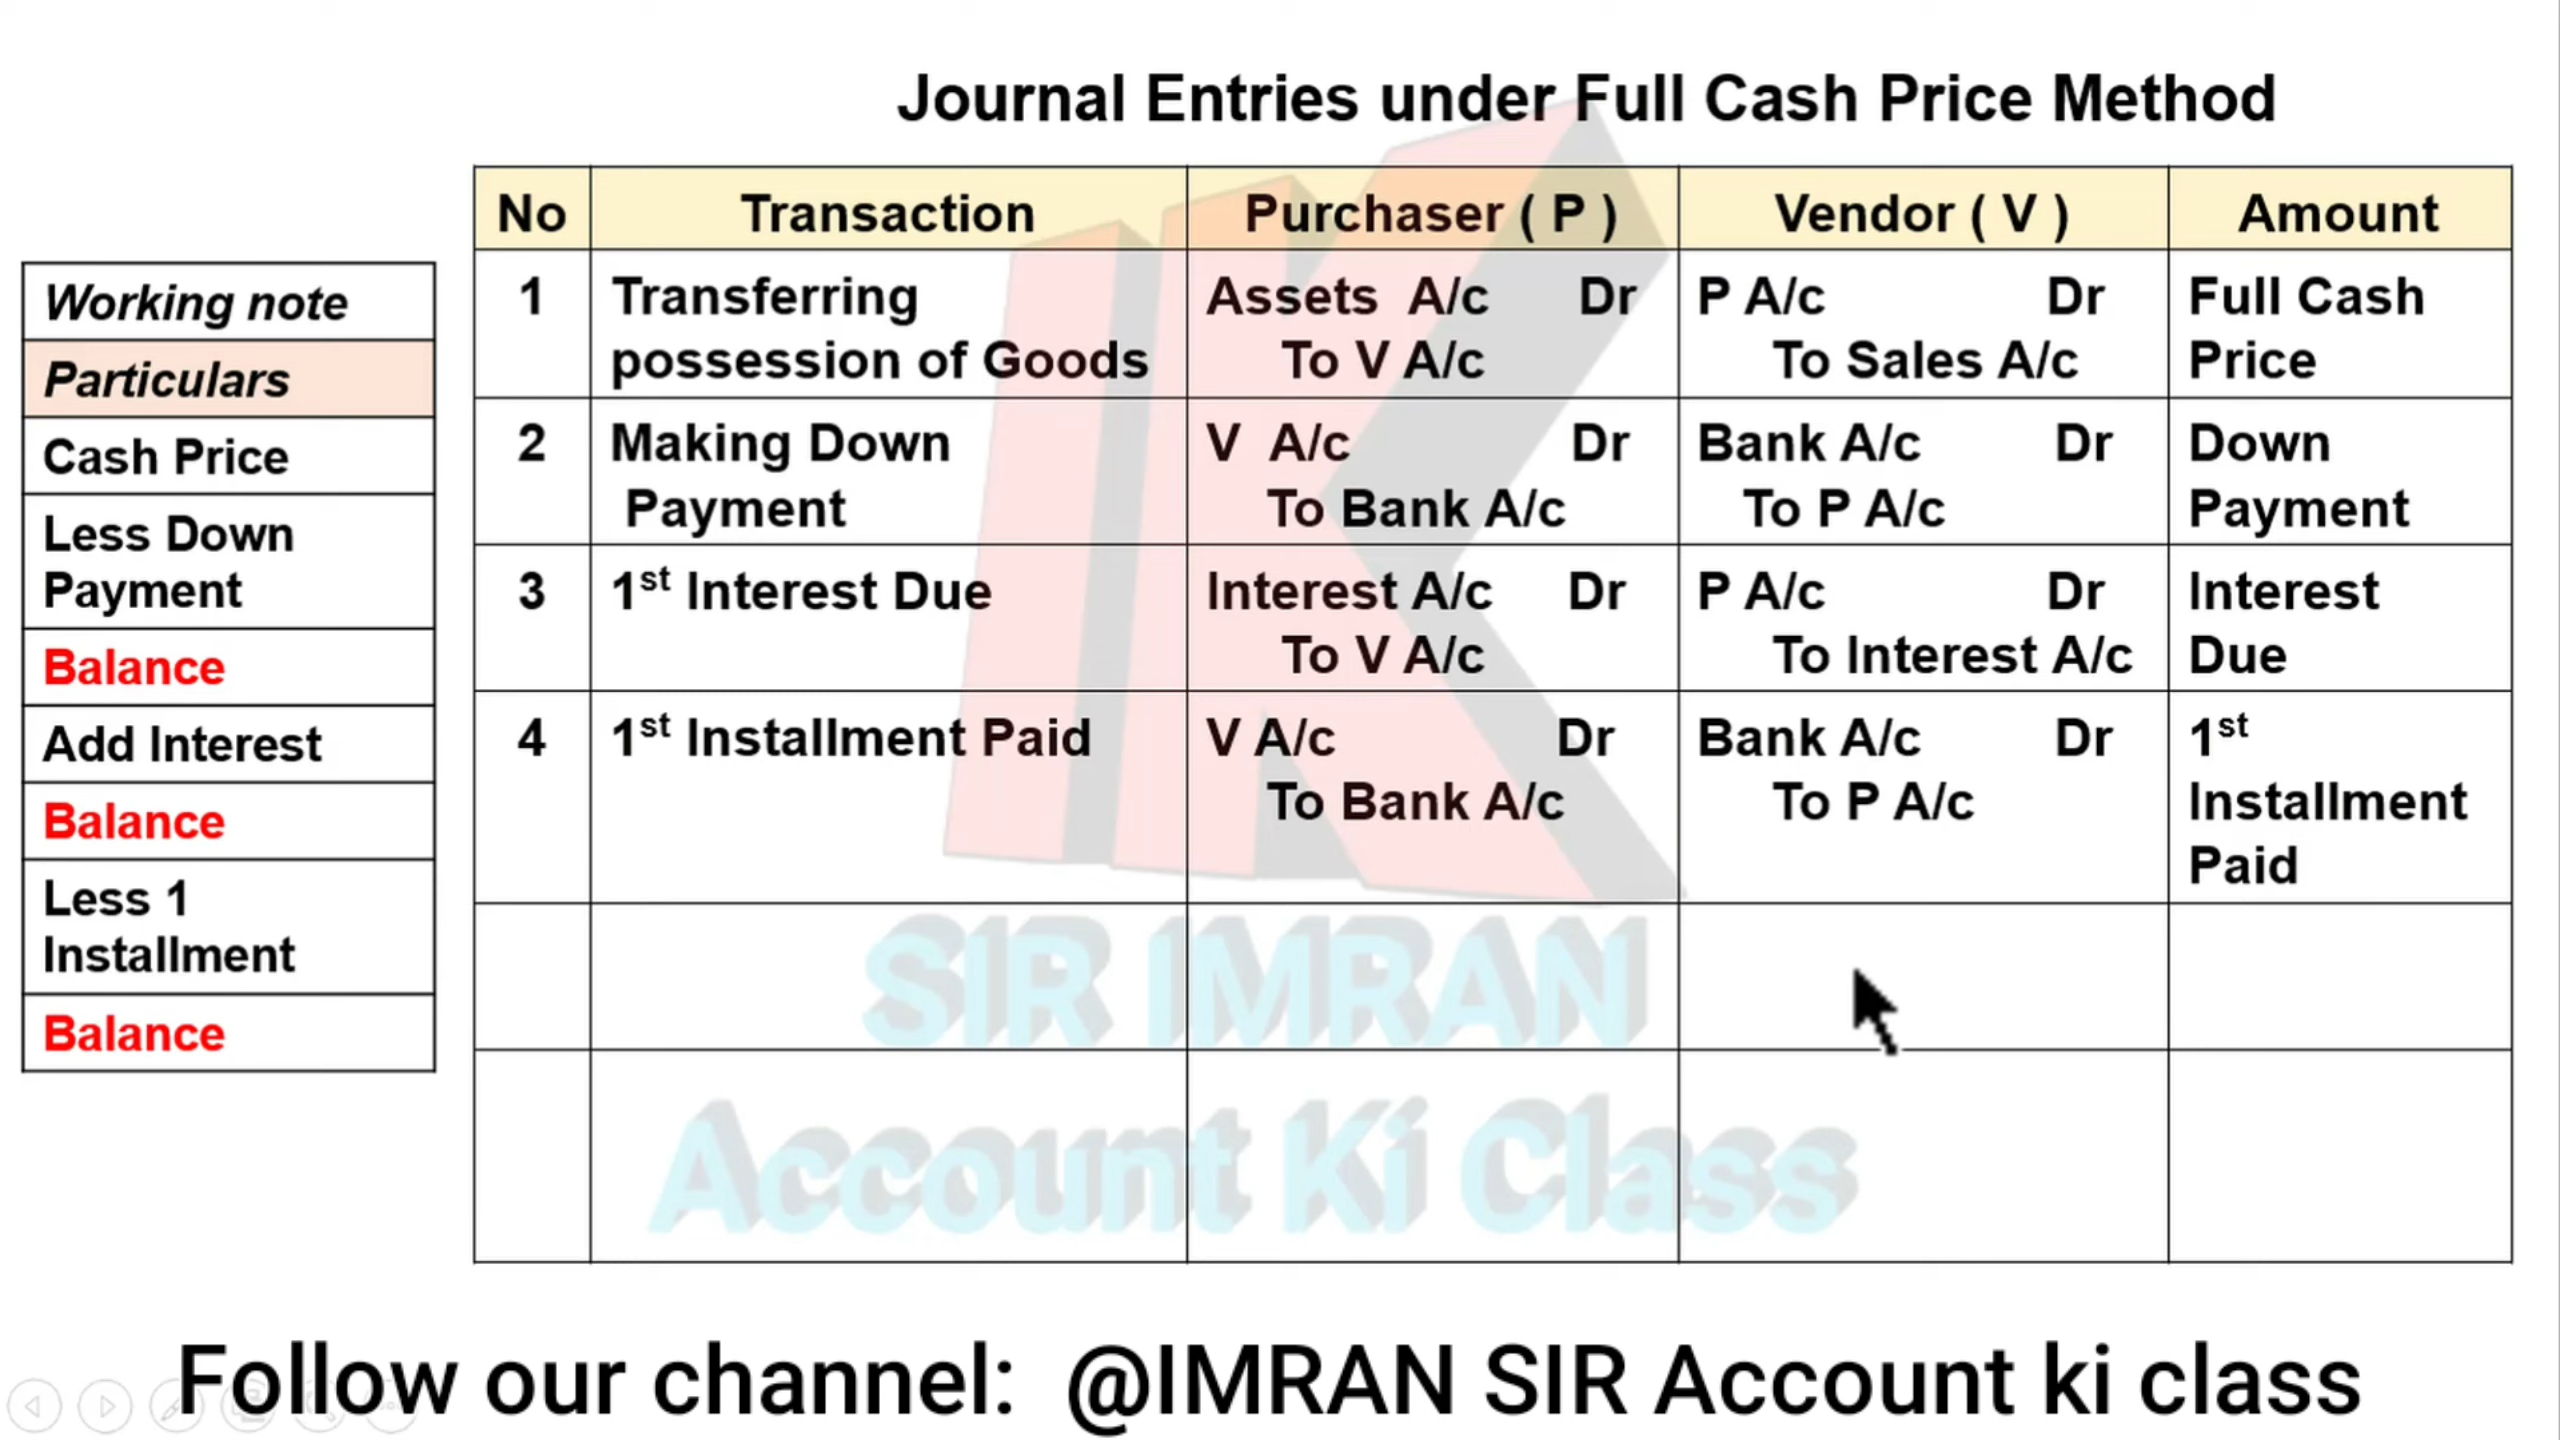 Journal Entries under Full Cash Price Method
Working note
Particulars
Cash Price
Less Down
Payment
Balance
Add Interest
Balance
Less 1
Installment
Balance
No Transaction Purchaser ( P ) Vendor ( V ) Amount
1 Transferring Assets A/c Dr P A/c Dr Full Cash
possession of Goods To V A/c To Sales A/c Price
2 Making Down V A/c Dr Bank A/c Dr Down
Payment To Bank A/c To P A/c Payment
3 1st Interest Due Interest A/c Dr P A/c Dr Interest
To V A/c To Interest A/c Due
4 1st Installment Paid V A/c Dr Bank A/c Dr 1st
To Bank A/c To P A/c Installment
Paid
IK
SIR IMRAN
Account Ki Class
Follow our channel: @IMRAN SIR Account ki class